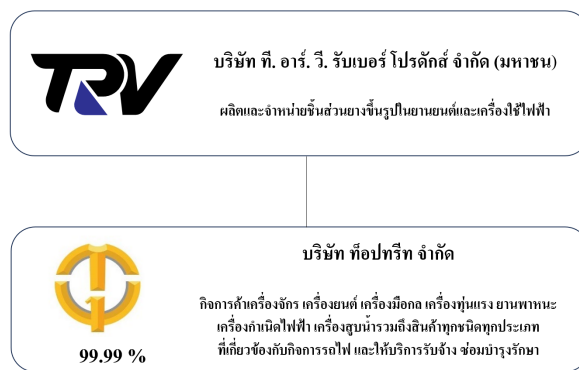 TRV
บริษัท ที. อาร์. วี. รับเบอร์ โปรดักส์ จำกัด (มหาชน)
ผลิตและจำหน่ายชิ้นส่วนยางขึ้นรูปในยานยนต์และเครื่องใช้ไฟฟ้า
บริษัท ท็อปทรีท จำกัด
กิจการค้าเครื่องจักร เครื่องยนต์ เครื่องมือกล เครื่องทุ่นแรง ยานพาหนะ
เครื่องกำเนิดไฟฟ้า เครื่องสูบน้ำรวมถึงสินค้าทุกชนิดทุกประเภท
ที่เกี่ยวข้องกับกิจการรถไฟ และให้บริการรับจ้าง ซ่อมบำรุงรักษา
99.99 %